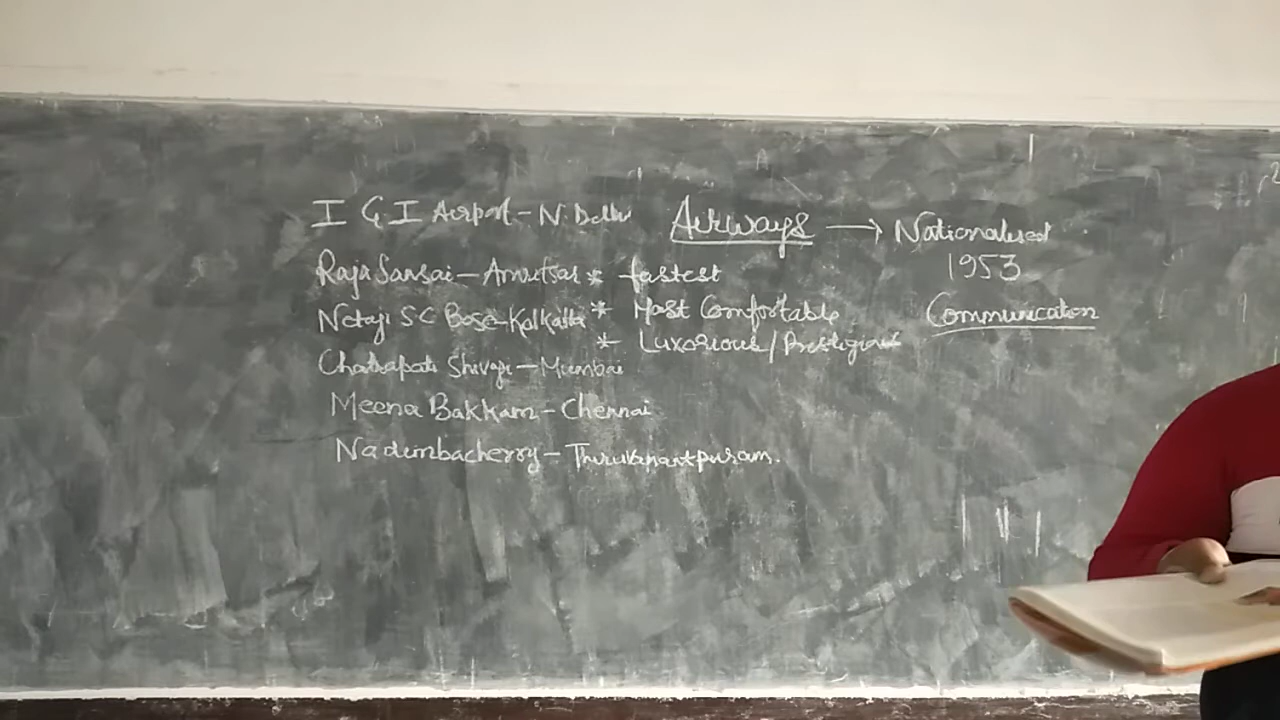 I G I Airport - N. Delhi
Raja Sansai - Amritsar
Netaji SC Bose - Kolkatta
Chatrapati Shivaji - Mumbai
Meena Bakkam - Chennai
Nadumbacherry - Thiruvanantpuram.
Airways → Nationalised
1953
* fastest
* Most Comfortable
* Luxorious / Prestigious
Communication